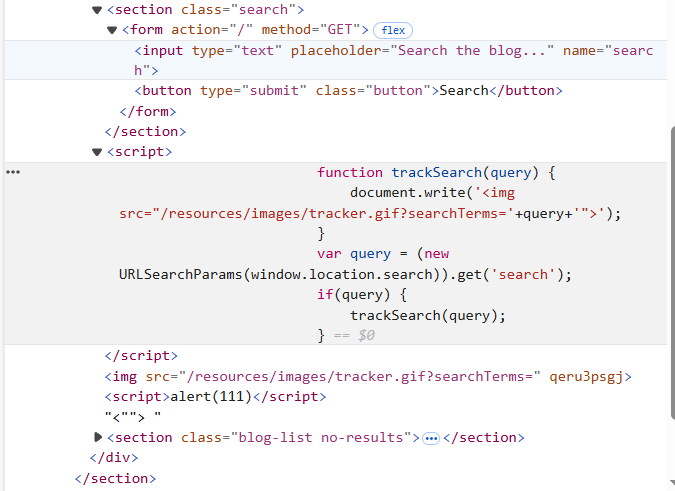 ▼<section class="search">
▼<form action="/" method="GET"> flex
<input type="text" placeholder="Search the blog..." name="searc
h">
<button type="submit" class="button">Search</button>
</form>
</section>
▼<script>
••• function trackSearch(query) {
document.write('<img
src="/resources/images/tracker.gif?searchTerms='+query+'">');
}
var query = (new
URLSearchParams(window.location.search)).get('search');
if(query) {
trackSearch(query);
} == $0
</script>
<img src="/resources/images/tracker.gif?searchTerms=" qeru3psgj>
<script>alert(111)</script>
"<""> "
▶<section class="blog-list no-results">•••</section>
</div>
</section>